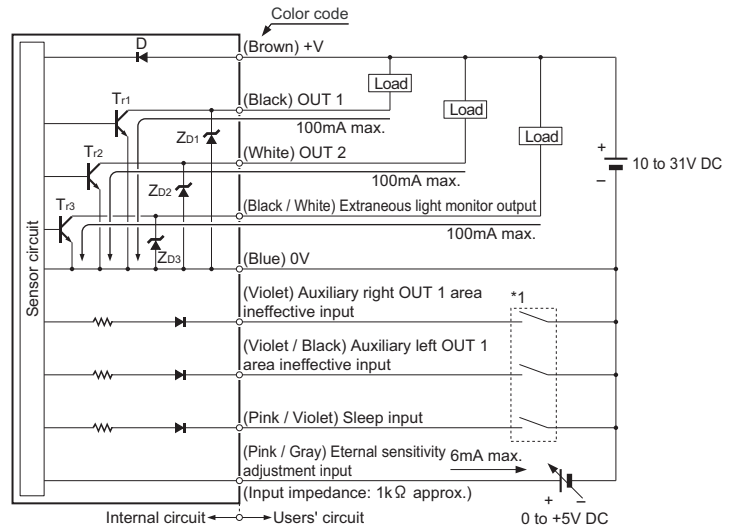 Color code
D
(Brown) +V
Load
Tr1
(Black) OUT 1
Load
ZD1
100mA max.
Load
Tr2
(White) OUT 2
+
10 to 31V DC
ZD2
100mA max.
–
Tr3
(Black / White) Extraneous light monitor output
100mA max.
ZD3
(Blue) 0V
Sensor circuit
(Violet) Auxiliary right OUT 1 area
ineffective input
*1
(Violet / Black) Auxiliary left OUT 1
area ineffective input
(Pink / Violet) Sleep input
(Pink / Gray) Eternal sensitivity
adjustment input
6mA max.
(Input impedance: 1kΩ approx.)
+ –
Internal circuit
Users' circuit
0 to +5V DC